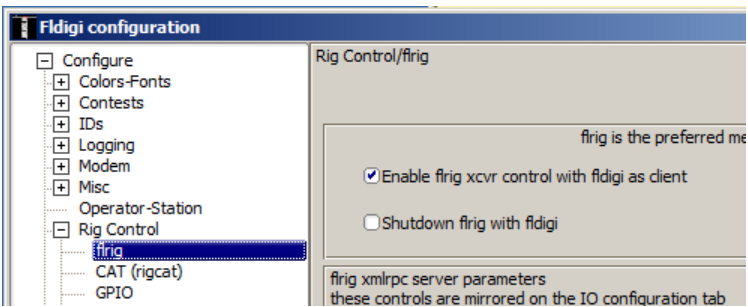 Fldigi configuration
Configure
Colors-Fonts
Contests
IDs
Logging
Modem
Misc
Operator-Station
Rig Control
flrig
CAT (rigcat)
GPIO
Rig Control/flrig
flrig is the preferred me
Enable flrig xcvr control with fldigi as client
Shutdown flrig with fldigi
flrig xmlrpc server parameters
these controls are mirrored on the IO configuration tab